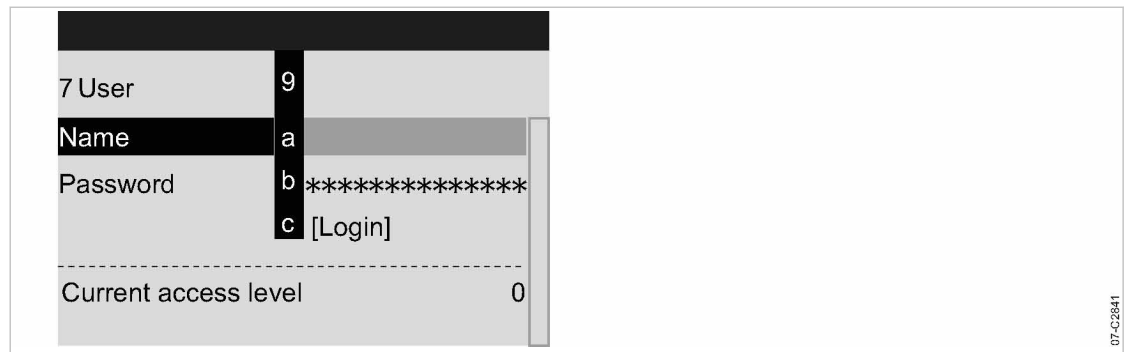 7 User 9
Name a
Password b **************
c [Login]
Current access level 0
07-C2841